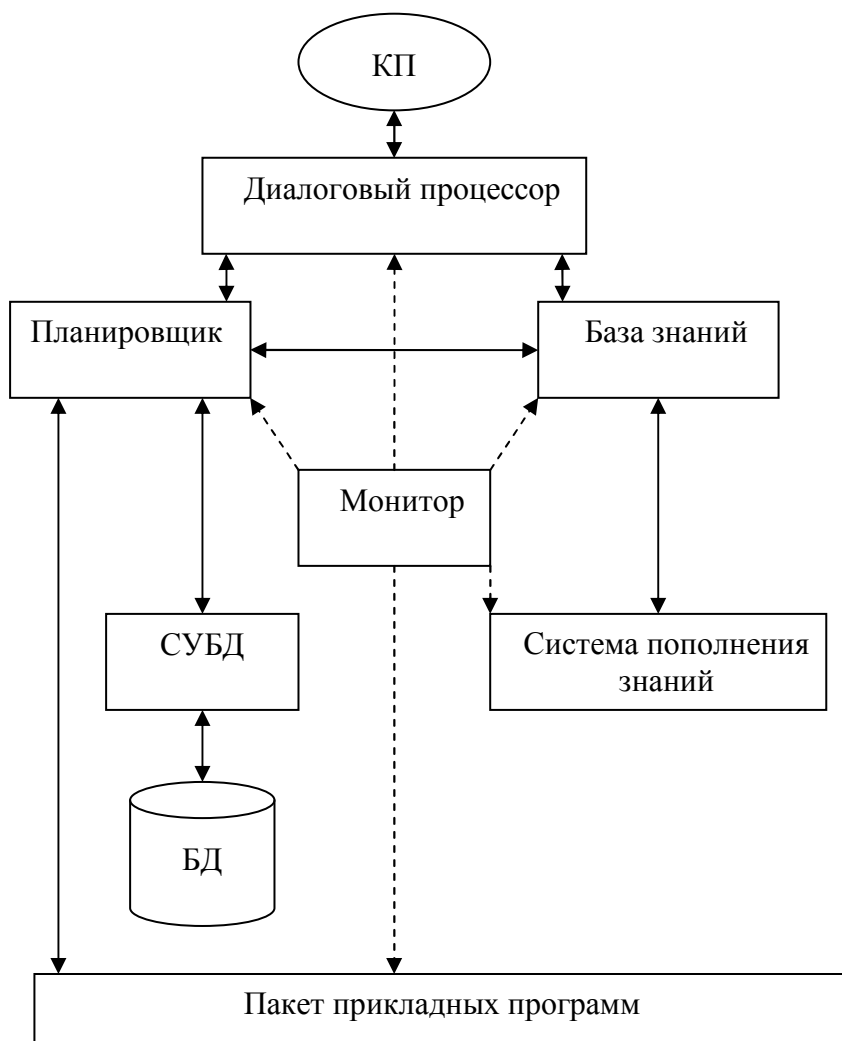 КП
Диалоговый процессор
Планировщик
База знаний
Монитор
СУБД
Система пополнения
знаний
БД
Пакет прикладных программ